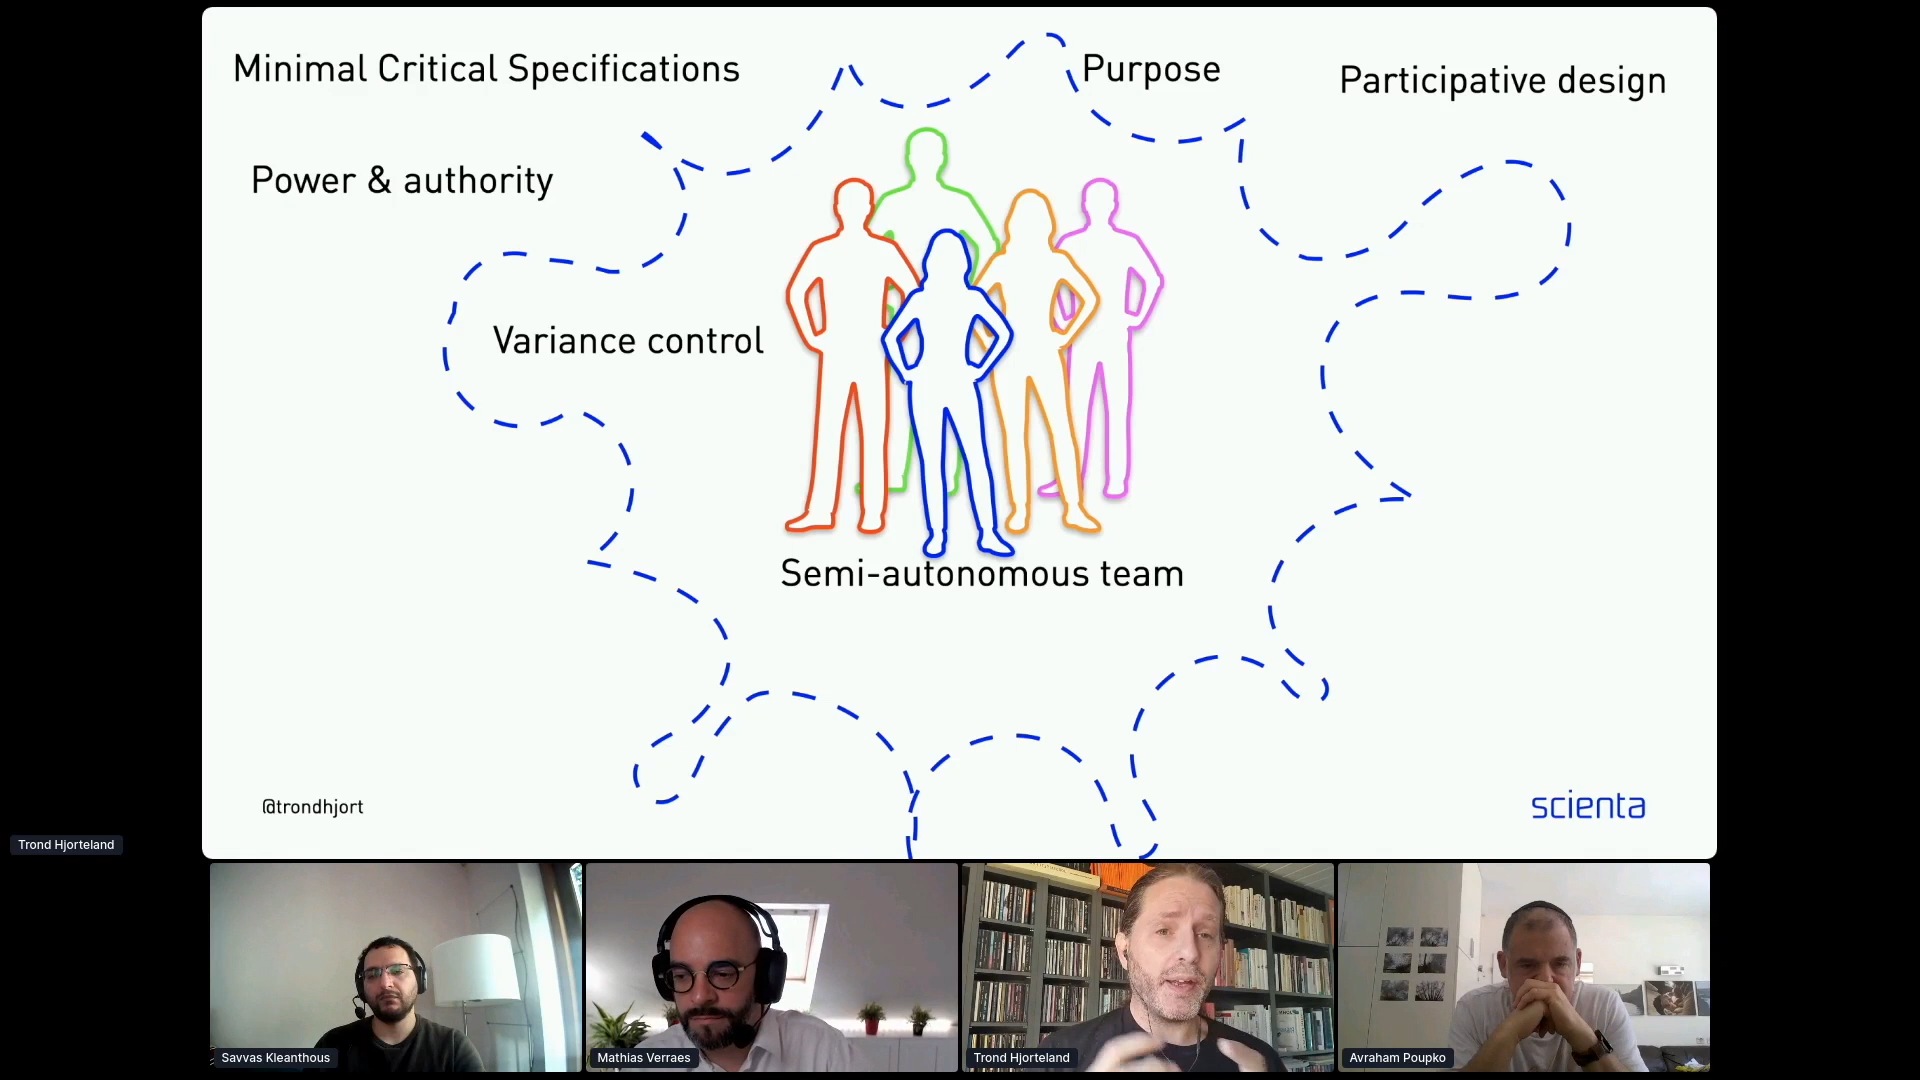 Minimal Critical Specifications
Purpose
Participative design
Power & authority
Variance control
Semi-autonomous team
@trondhjort
scienta
Trond Hjorteland
Savvas Kleanthous
Mathias Verraes
Trond Hjorteland
Avraham Poupko